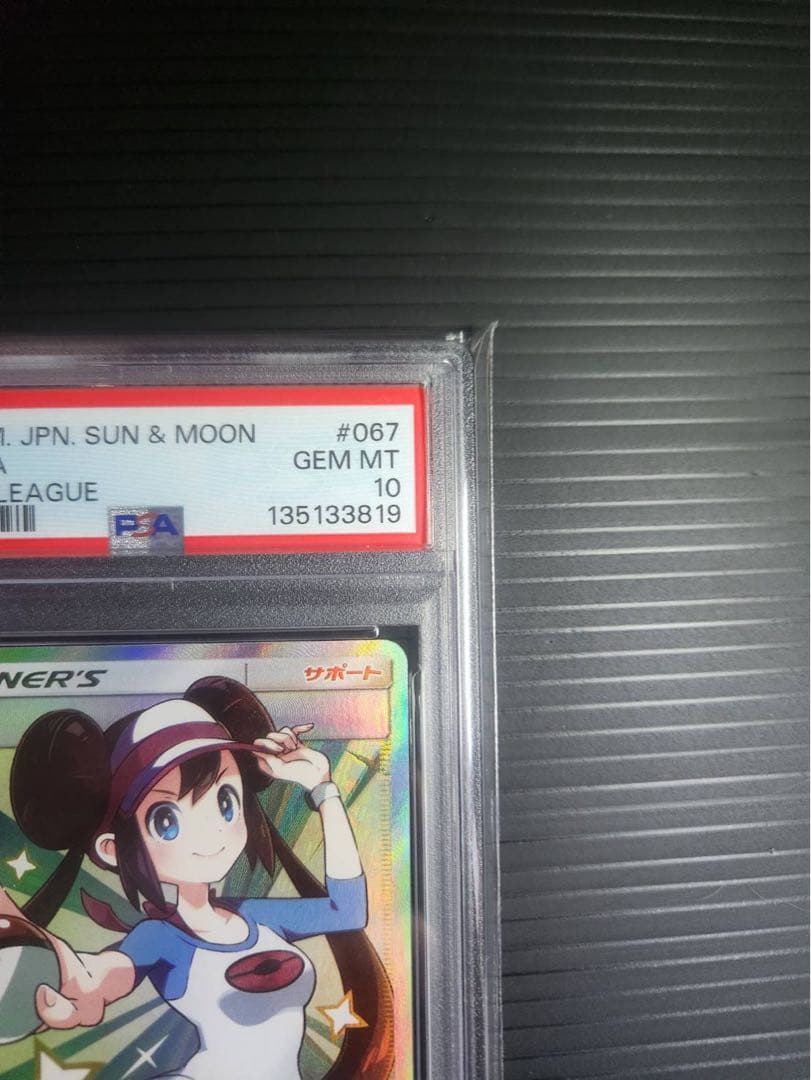 . JPN. SUN & MOON #067
A GEM MT
LEAGUE 10
PSA 135133819
NER'S サポート